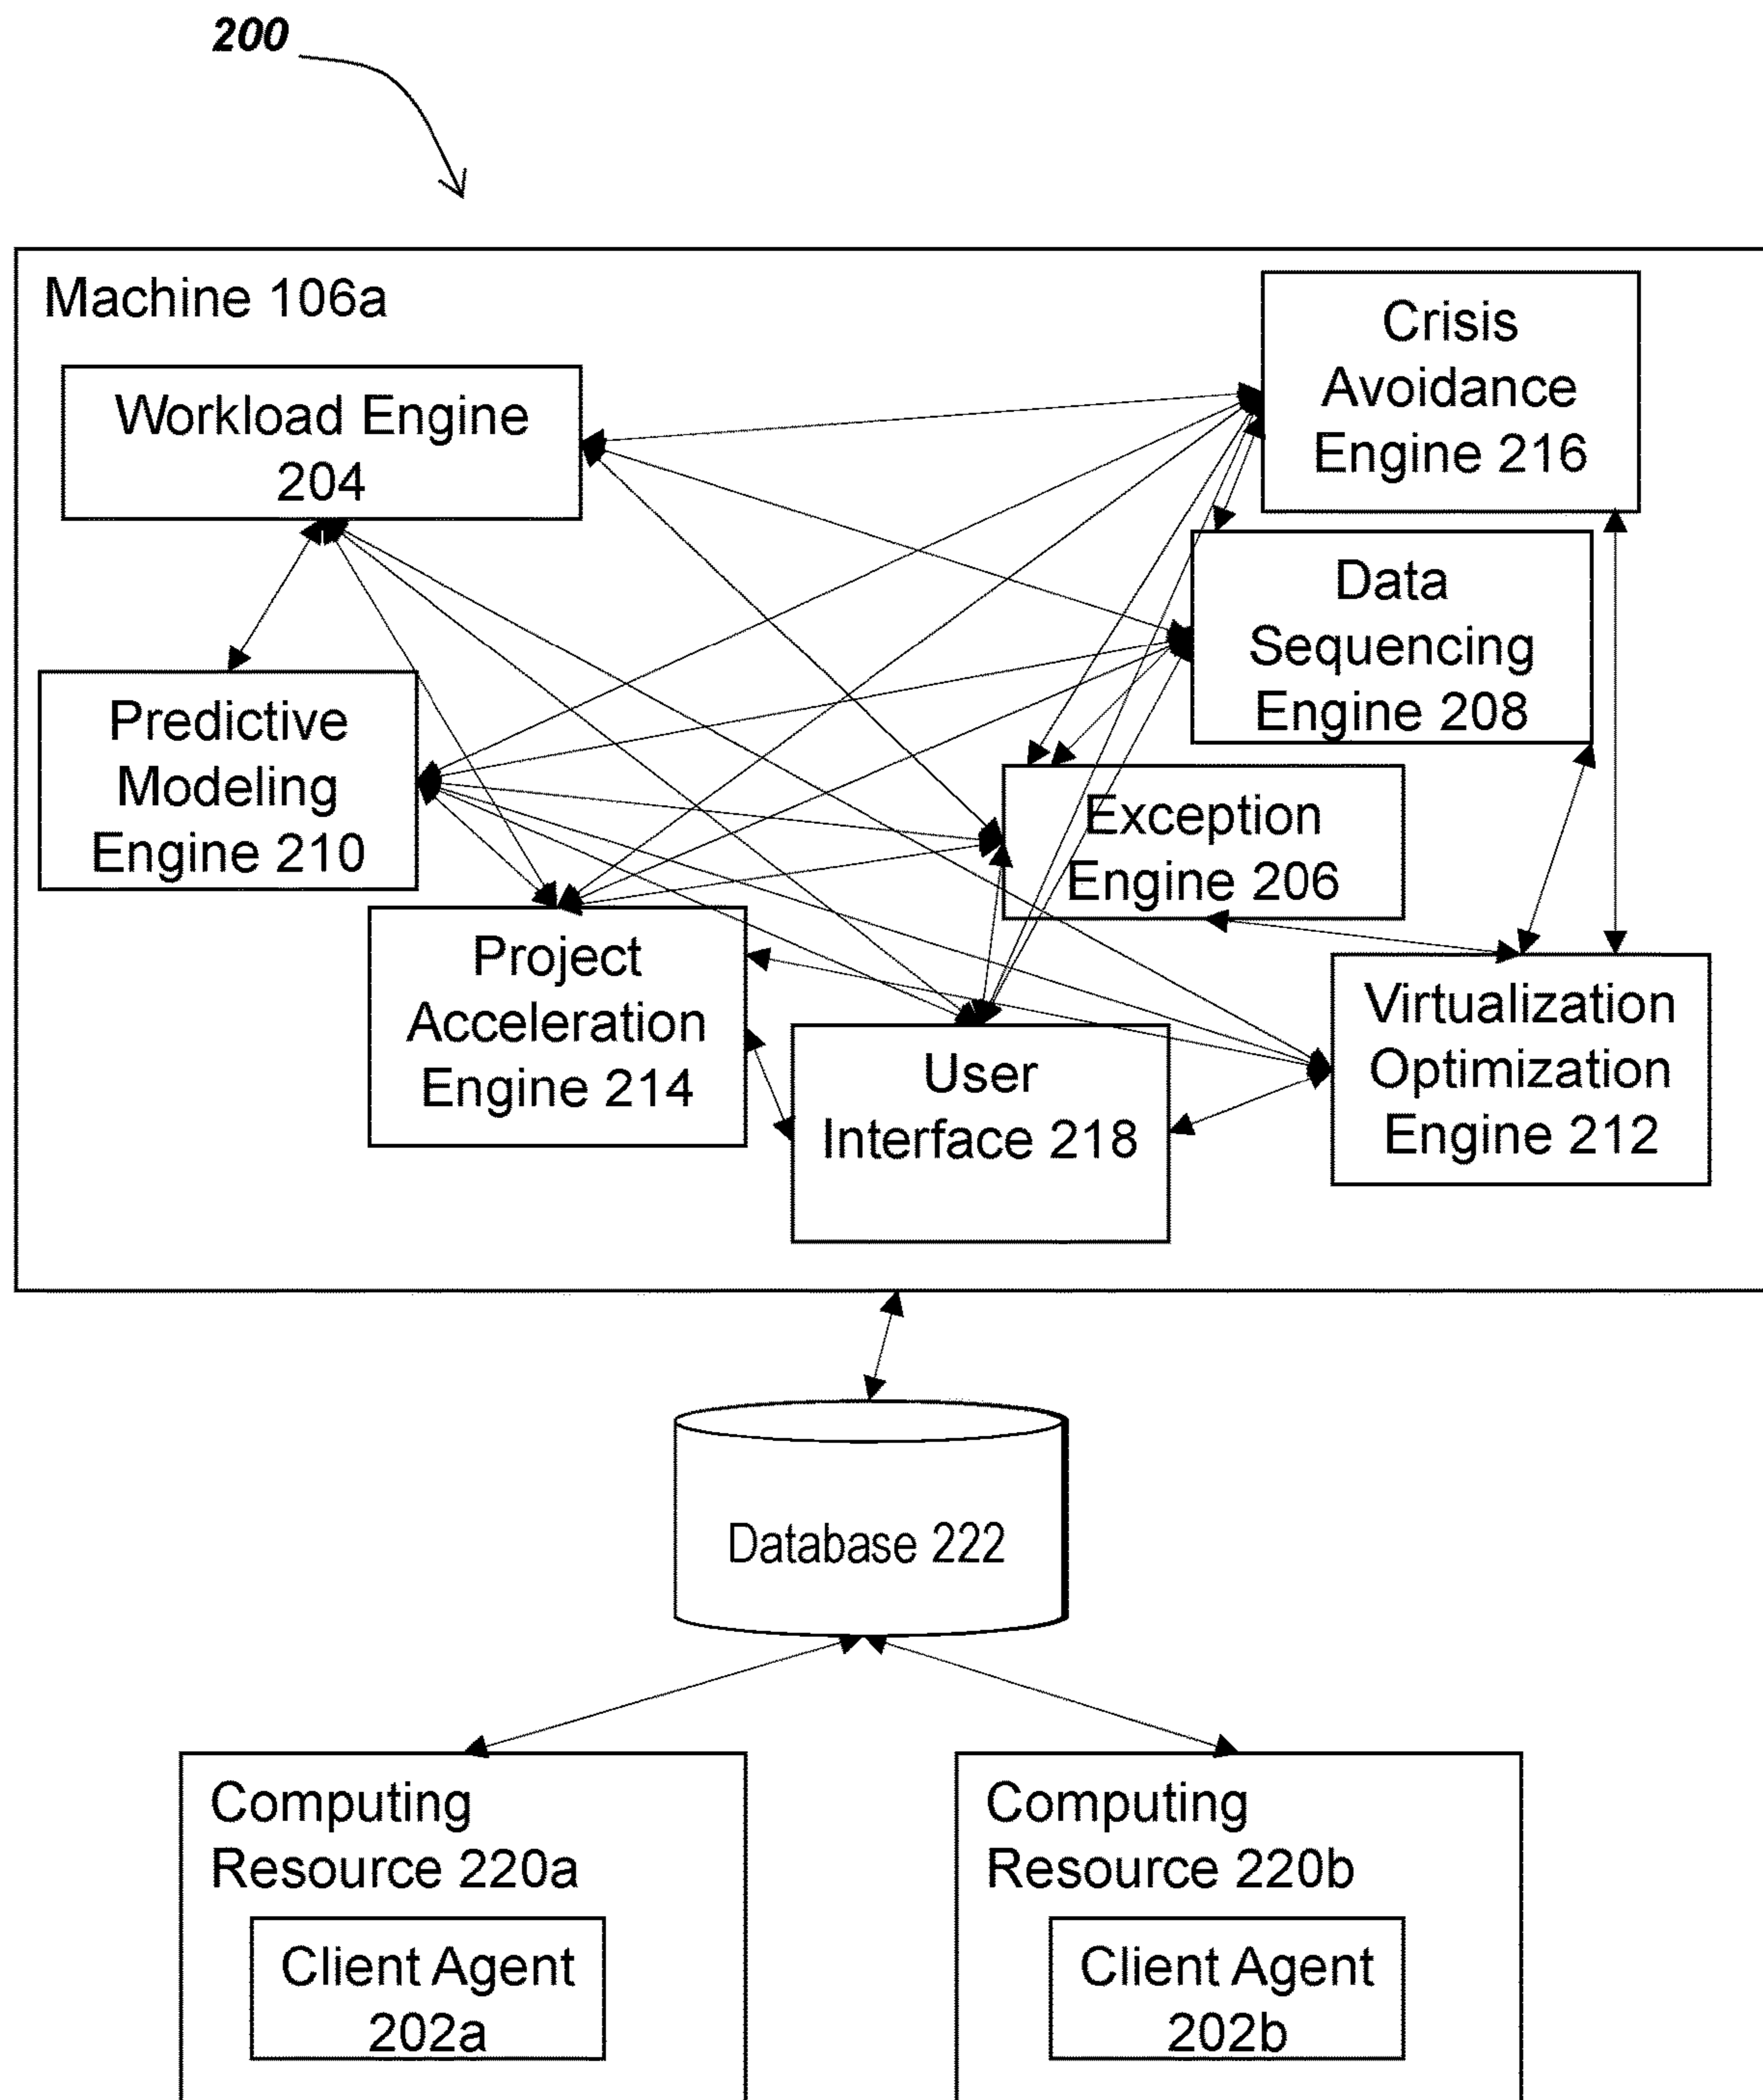 200
Machine 106a
Crisis
Avoidance
Engine 216
Workload Engine
204
Data
Sequencing
Engine 208
Predictive
Modeling
Engine 210
Exception
Engine 206
Project
Acceleration
Engine 214
Virtualization
Optimization
Engine 212
User
Interface 218
Database 222
Computing
Resource 220a
Client Agent
202a
Computing
Resource 220b
Client Agent
202b